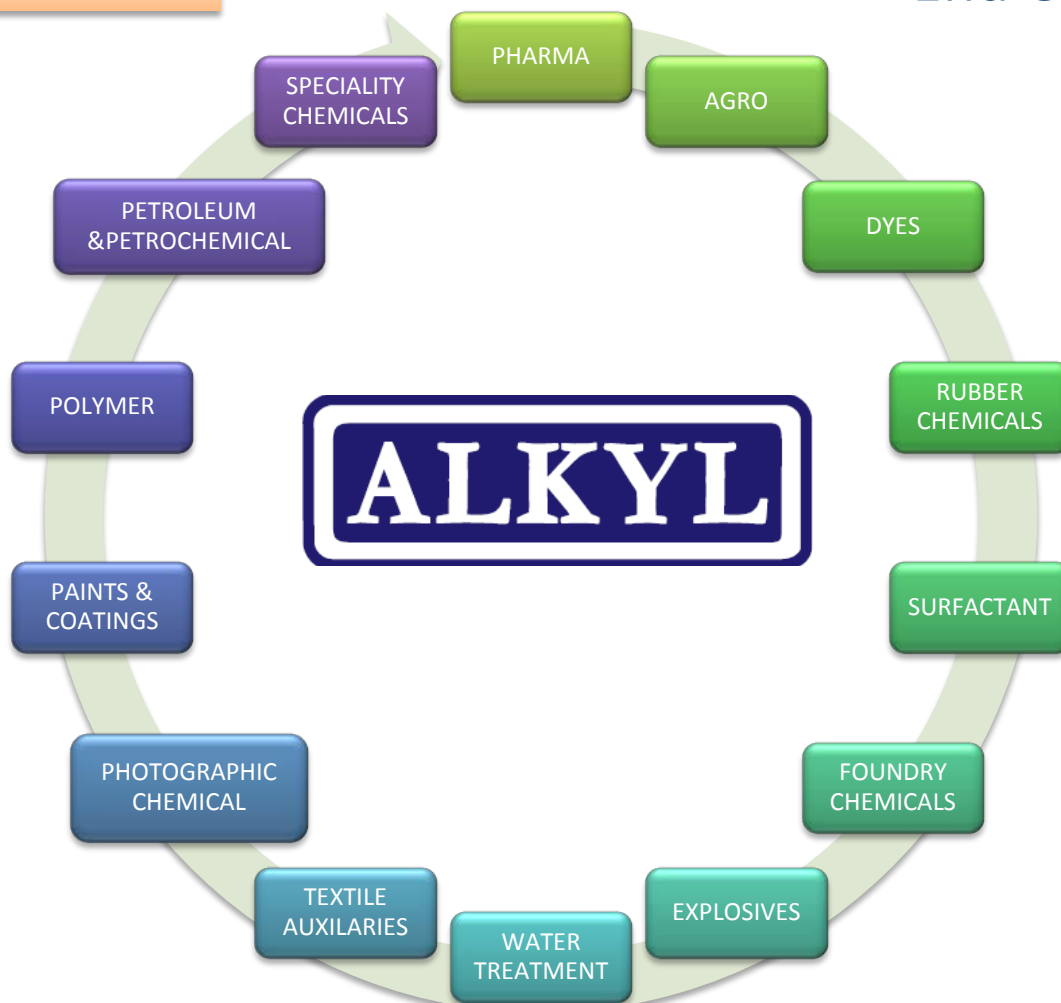 PHARMA
AGRO
DYES
RUBBER
CHEMICALS
SURFACTANT
FOUNDRY
CHEMICALS
EXPLOSIVES
WATER
TREATMENT
TEXTILE
AUXILARIES
PHOTOGRAPHIC
CHEMICAL
PAINTS &
COATINGS
POLYMER
PETROLEUM
&PETROCHEMICAL
SPECIALITY
CHEMICALS
ALKYL